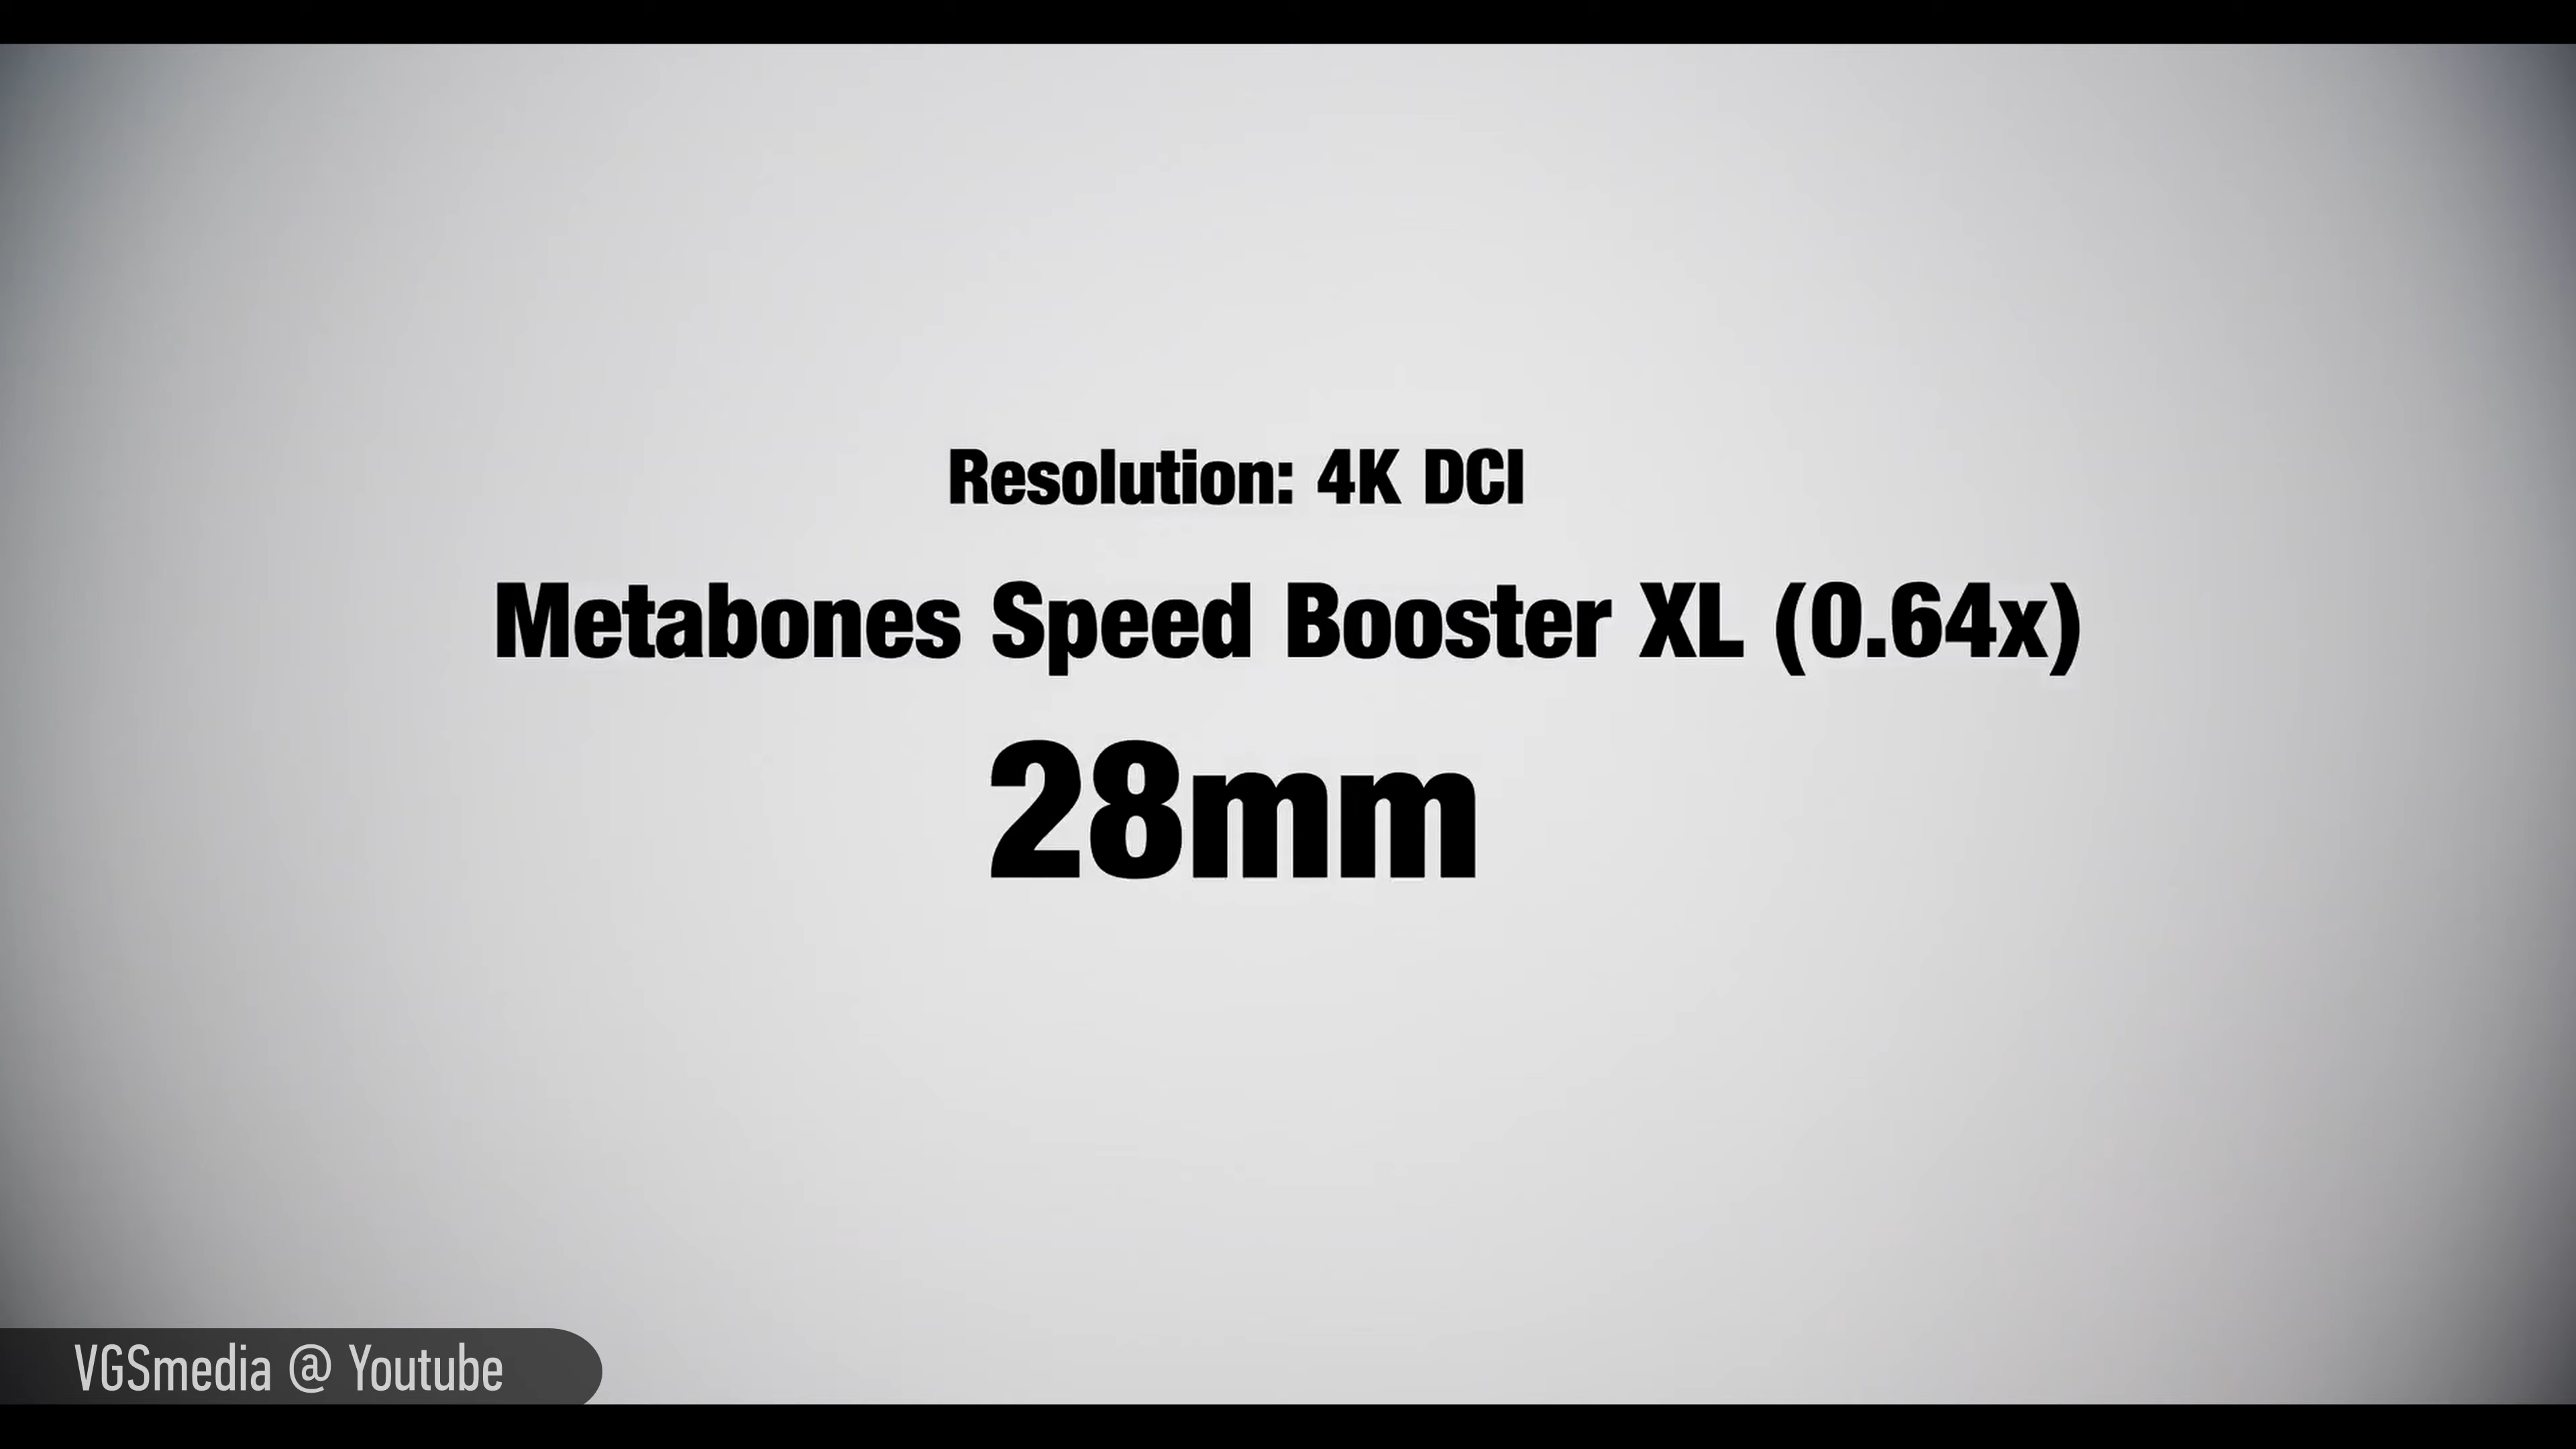 Resolution: 4K DCI
Metabones Speed Booster XL (0.64x)
28mm
VGSmedia @ Youtube